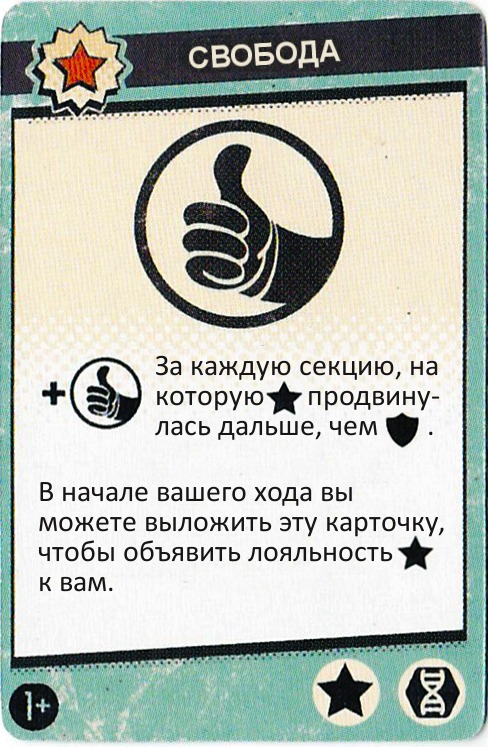 СВОБОДА
+ За каждую секцию, на
которую ★ продвину-
лась дальше, чем .
В начале вашего хода вы
можете выложить эту карточку,
чтобы объявить лояльность ★
к вам.
1+